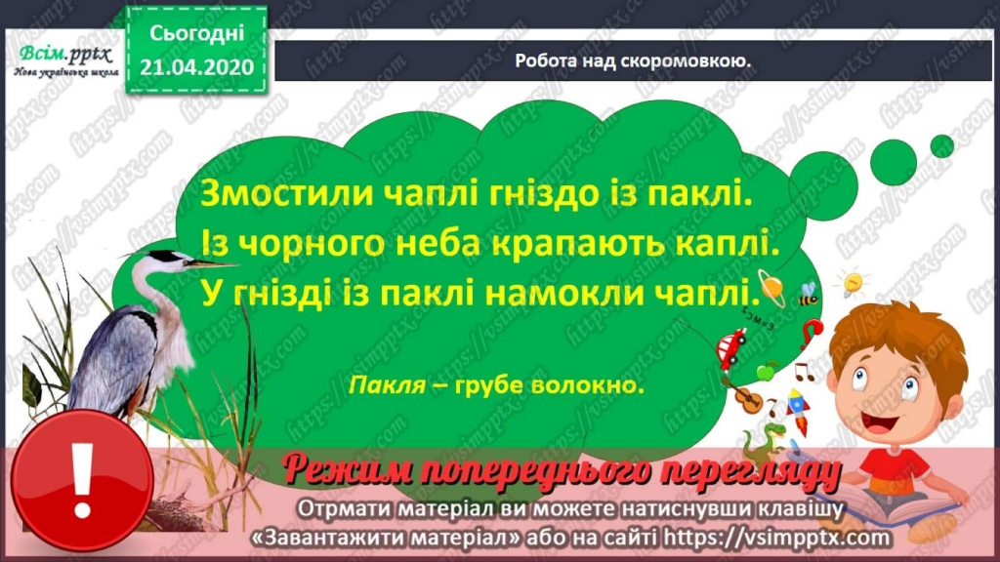 Всім.pptx
Нова українська школа
Сьогодні
21.04.2020
Робота над скоромовкою.
Змостили чаплі гніздо із паклі.
Із чорного неба крапають каплі.
У гнізді із паклі намокли чаплі.
Пакля – грубе волокно.
!
Режим попереднього перегляду
Отрмати матеріал ви можете натиснувши клавішу
«Завантажити матеріал» або на сайті https://vsimpptx.com